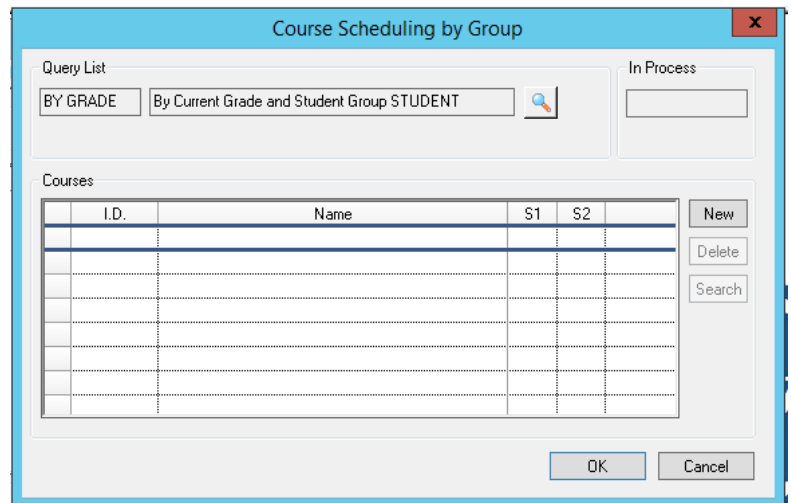 Course Scheduling by Group
x
Query List
In Process
BY GRADE
By Current Grade and Student Group STUDENT
Courses
I.D.
Name
S1
S2
New
Delete
Search
OK
Cancel